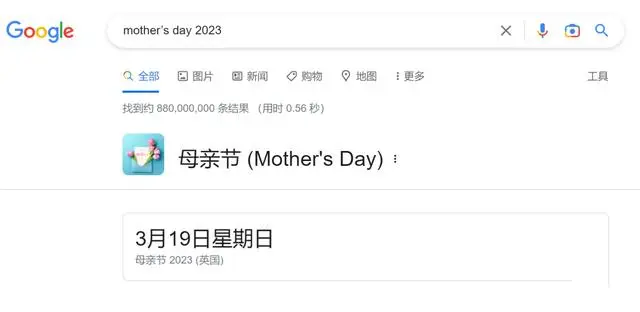 Google
mother’s day 2023
全部 图片 新闻 购物 地图 更多 工具
找到约 880,000,000 条结果 （用时 0.56 秒）
母亲节 (Mother's Day)
3月19日星期日
母亲节 2023 (英国)